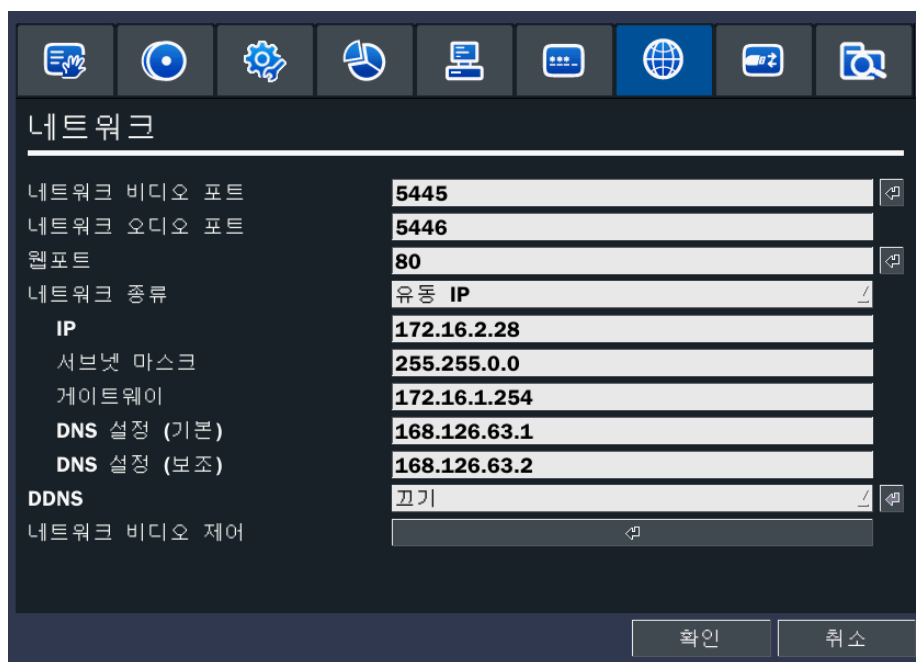 네트워크
네트워크 비디오 포트 5445
네트워크 오디오 포트 5446
웹포트 80
네트워크 종류 유동 IP
IP 172.16.2.28
서브넷 마스크 255.255.0.0
게이트웨이 172.16.1.254
DNS 설정 (기본) 168.126.63.1
DNS 설정 (보조) 168.126.63.2
DDNS 끄기
네트워크 비디오 제어
확인 취소